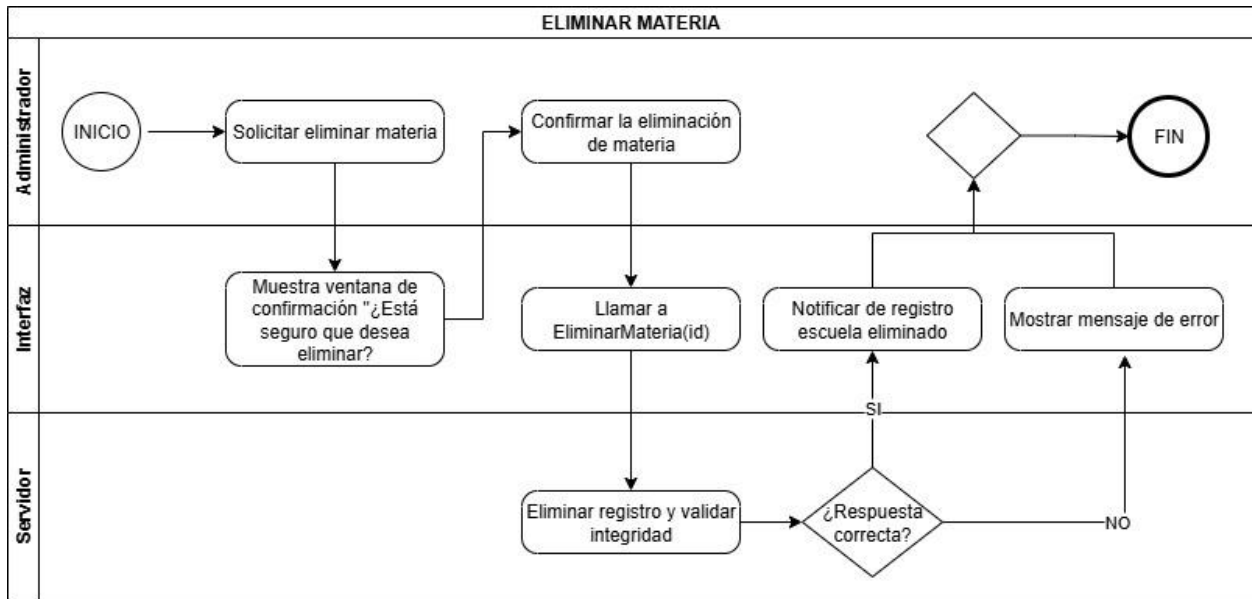 ELIMINAR MATERIA
Administrador
INICIO
Solicitar eliminar materia
Confirmar la eliminación
de materia
FIN
Interfaz
Muestra ventana de
confirmación "¿Está
seguro que desea
eliminar?
Llamar a
EliminarMateria(id)
Notificar de registro
escuela eliminado
Mostrar mensaje de error
SI
Servidor
Eliminar registro y validar
integridad
¿Respuesta
correcta?
NO